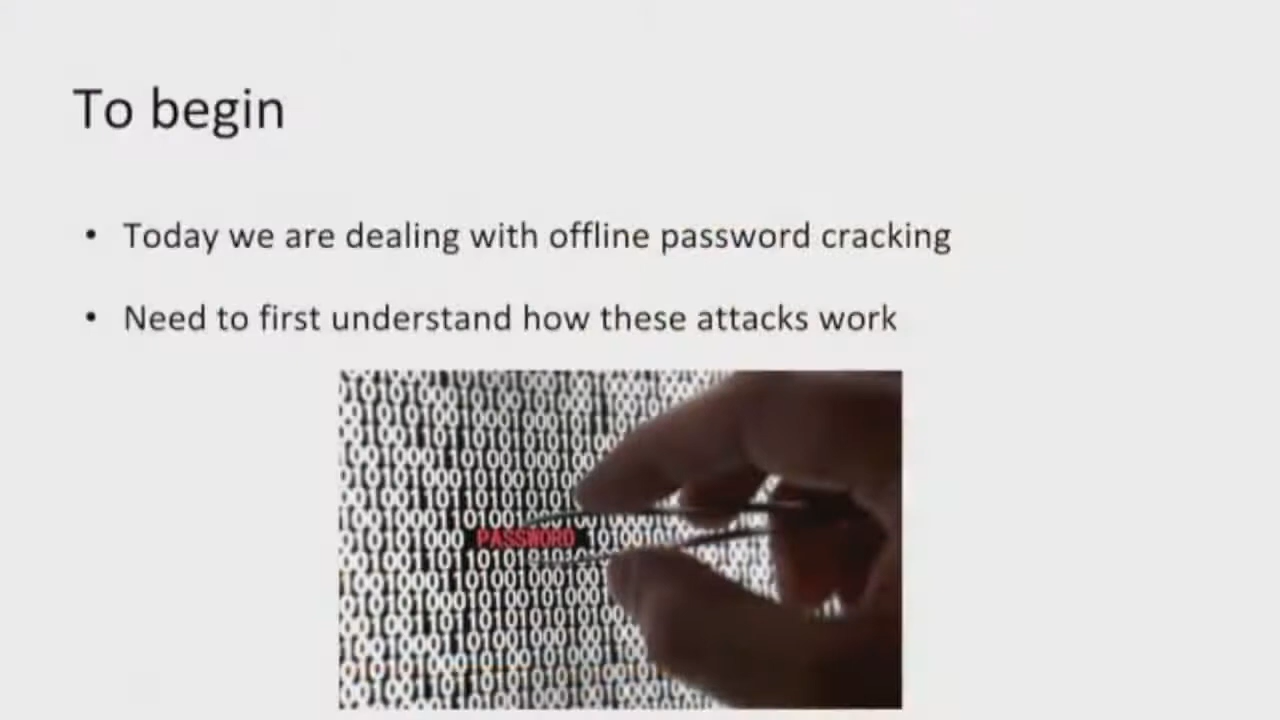 To begin
• Today we are dealing with offline password cracking
• Need to first understand how these attacks work
PASSWORD